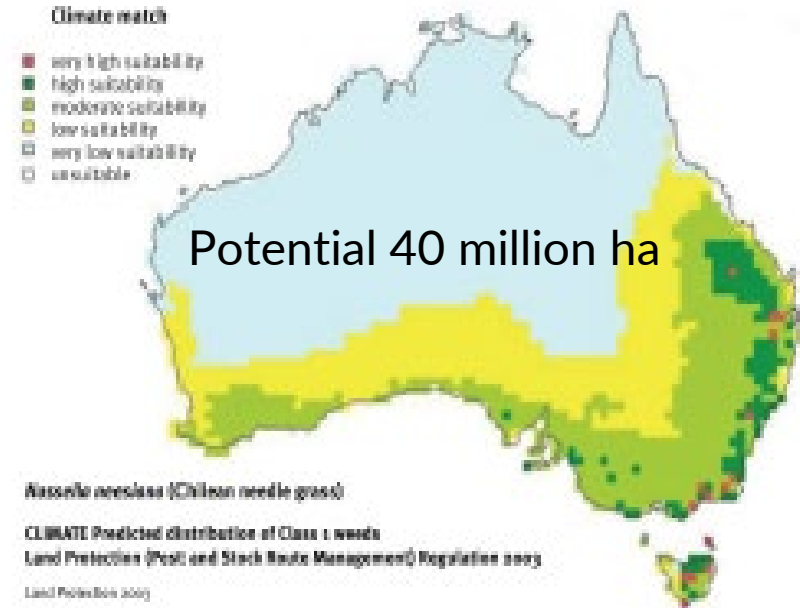 Climate match
very high suitability
high suitability
moderate suitability
low suitability
very low suitability
unsuitable
Potential 40 million ha
Nassella neesiana (Chilean needle grass)
CLIMATE Predicted distribution of Class 1 weeds
Land Protection (Pest and Stock Route Management) Regulation 2003
Land Protection 2003